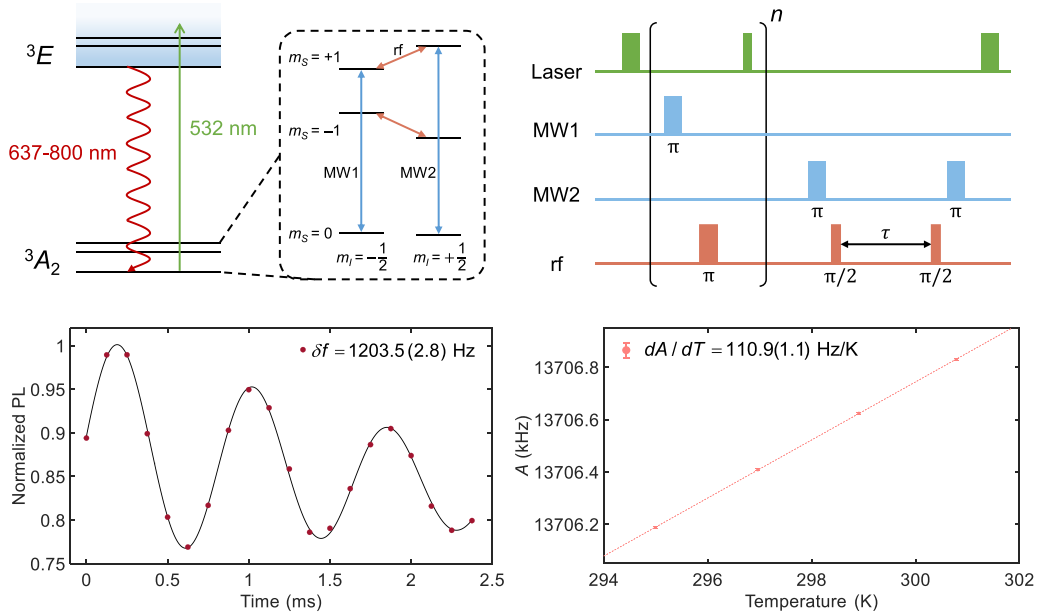 ³E
532 nm
637-800 nm
³A₂
rf
mₛ = +1
mₛ = −1
MW1
MW2
mₛ = 0
m_I = −1/2
m_I = +1/2
n
Laser
MW1
π
MW2
π
π
τ
rf
π
π/2
π/2
δf = 1203.5(2.8) Hz
1
0.95
0.9
0.85
0.8
0.75
Normalized PL
0
0.5
1
1.5
2
2.5
Time (ms)
dA / dT = 110.9(1.1) Hz/K
13706.8
13706.6
13706.4
13706.2
A (kHz)
294
296
298
300
302
Temperature (K)